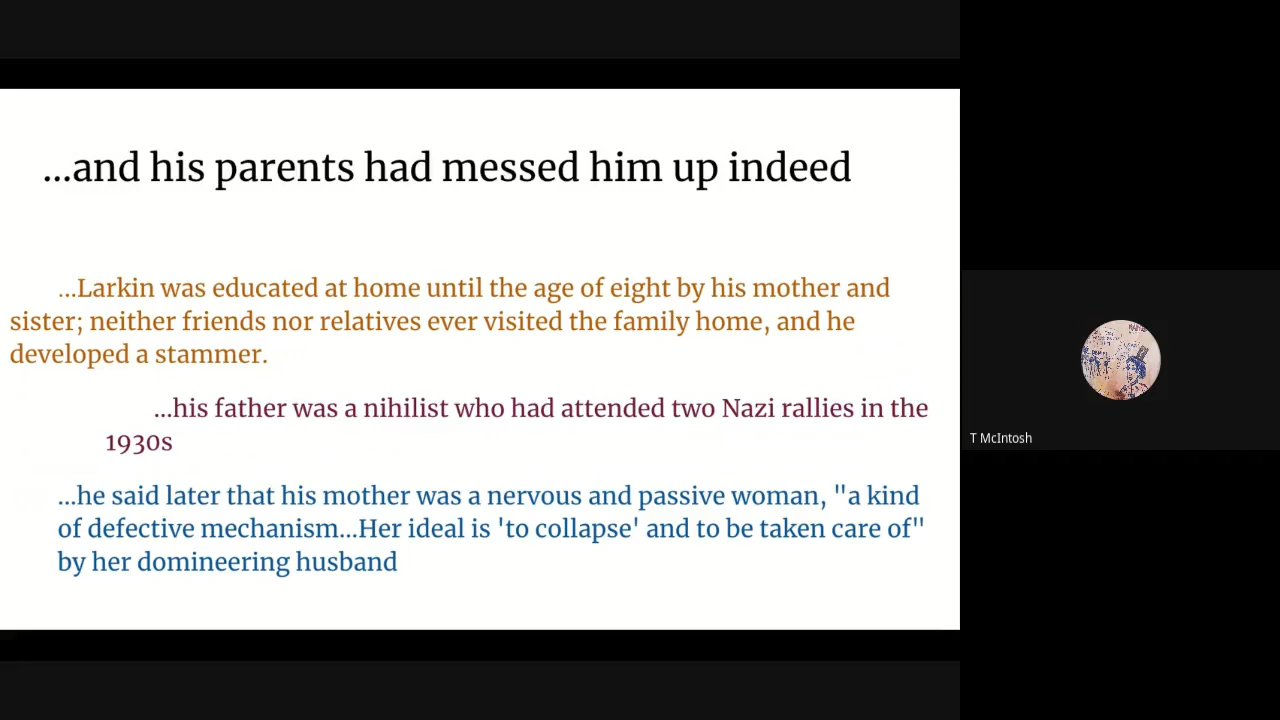 ...and his parents had messed him up indeed
...Larkin was educated at home until the age of eight by his mother and
sister; neither friends nor relatives ever visited the family home, and he
developed a stammer.
...his father was a nihilist who had attended two Nazi rallies in the
1930s
...he said later that his mother was a nervous and passive woman, "a kind
of defective mechanism...Her ideal is 'to collapse' and to be taken care of"
by her domineering husband
T McIntosh